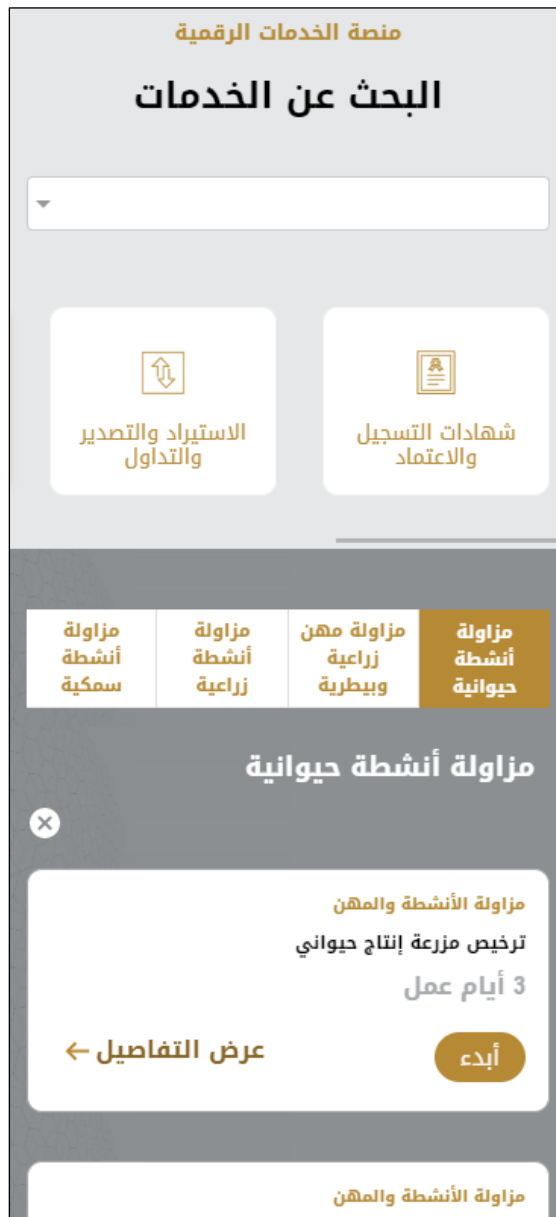 منصة الخدمات الرقمية
البحث عن الخدمات
شهادات التسجيل
والاعتماد
الاستيراد والتصدير
والتداول
مزاولة
أنشطة
حيوانية
مزاولة مهن
زراعية
وبيطرية
مزاولة
أنشطة
زراعية
مزاولة
أنشطة
سمكية
مزاولة أنشطة حيوانية
مزاولة الأنشطة والمهن
ترخيص مزرعة إنتاج حيواني
3 أيام عمل
أبدء
عرض التفاصيل
مزاولة الأنشطة والمهن